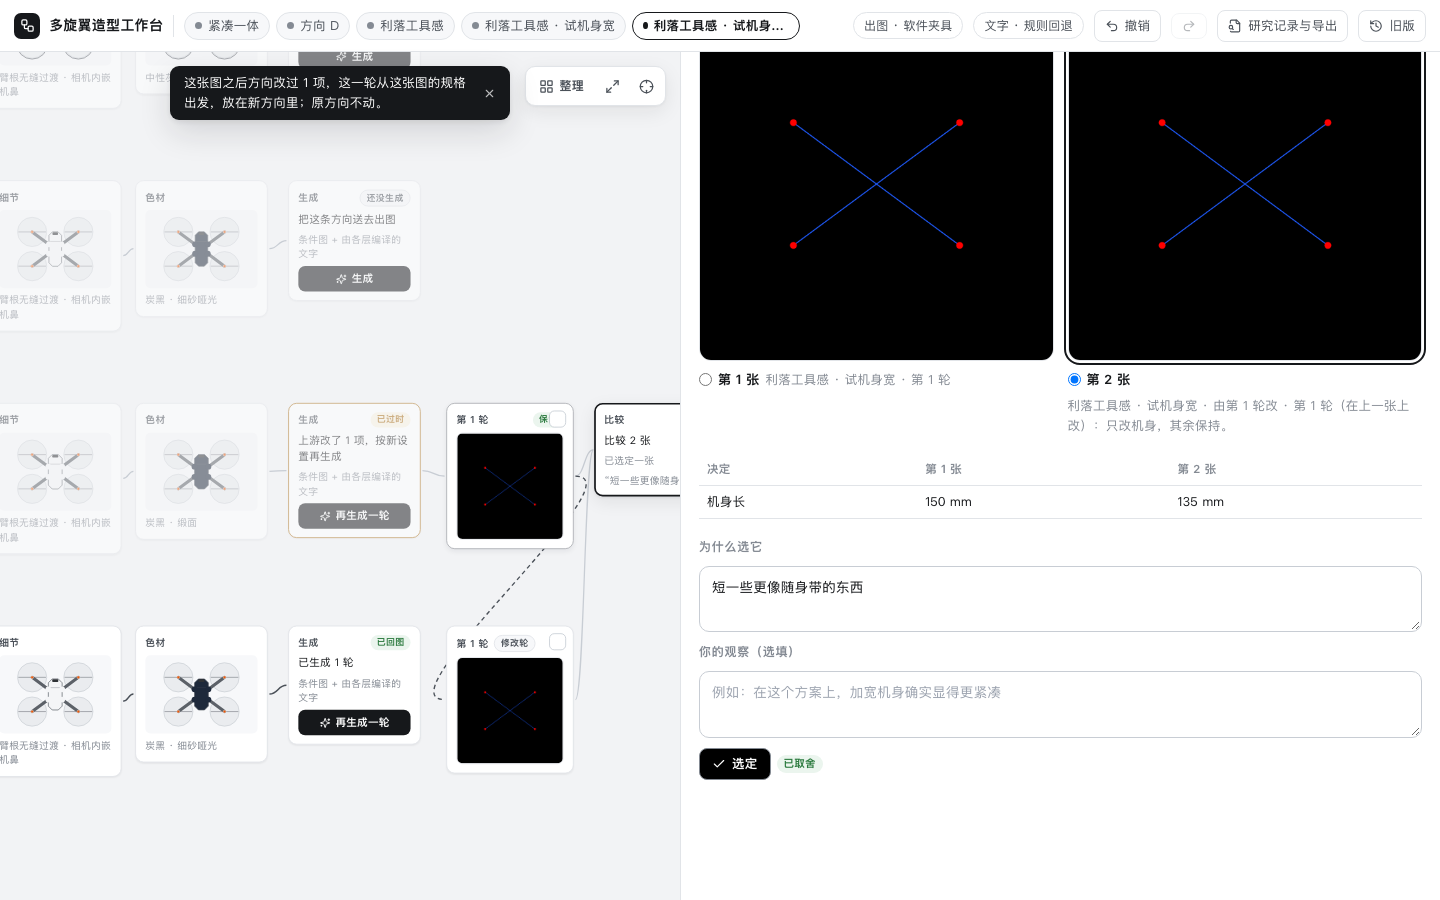 多旋翼造型工作台
紧凑一体
方向 D
利落工具感
利落工具感 · 试机身宽
利落工具感 · 试机身...
出图 · 软件夹具
文字 · 规则回退
撤销
研究记录与导出
旧版
臂根无缝过渡 · 相机内嵌
机鼻
生成
这张图之后方向改过 1 项，这一轮从这张图的规格
出发，放在新方向里；原方向不动。
整理
细节
臂根无缝过渡 · 相机内嵌
机鼻
色材
炭黑 · 细砂哑光
生成
还没生成
把这条方向送去出图
条件图 + 由各层编译的
文字
生成
细节
臂根无缝过渡 · 相机内嵌
机鼻
色材
炭黑 · 缎面
生成
已过时
上游改了 1 项，按新设
置再生成
条件图 + 由各层编译的
文字
再生成一轮
第 1 轮
比较
比较 2 张
已选定一张
“短一些更像随身
细节
臂根无缝过渡 · 相机内嵌
机鼻
色材
炭黑 · 细砂哑光
生成
已回图
已生成 1 轮
条件图 + 由各层编译的
文字
再生成一轮
第 1 轮
修改轮
第 1 张
利落工具感 · 试机身宽 · 第 1 轮
第 2 张
利落工具感 · 试机身宽 · 由第 1 轮改 · 第 1 轮（在上一张上
改）：只改机身，其余保持。
决定
第 1 张
第 2 张
机身长
150 mm
135 mm
为什么选它
短一些更像随身带的东西
你的观察（选填）
例如：在这个方案上，加宽机身确实显得更紧凑
选定
已取舍